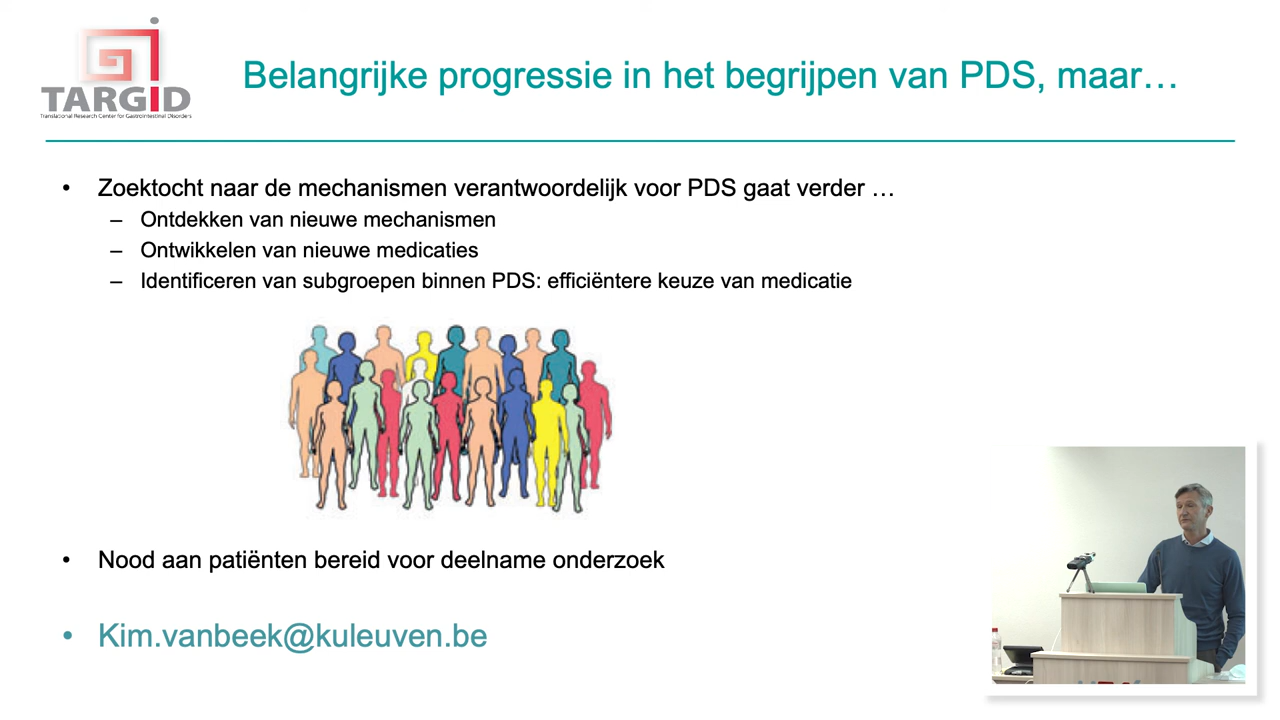 TARGID
Translational Research Center for Gastrointestinal Disorders
Belangrijke progressie in het begrijpen van PDS, maar…
• Zoektocht naar de mechanismen verantwoordelijk voor PDS gaat verder …
– Ontdekken van nieuwe mechanismen
– Ontwikkelen van nieuwe medicaties
– Identificeren van subgroepen binnen PDS: efficiëntere keuze van medicatie
• Nood aan patiënten bereid voor deelname onderzoek
• Kim.vanbeek@kuleuven.be